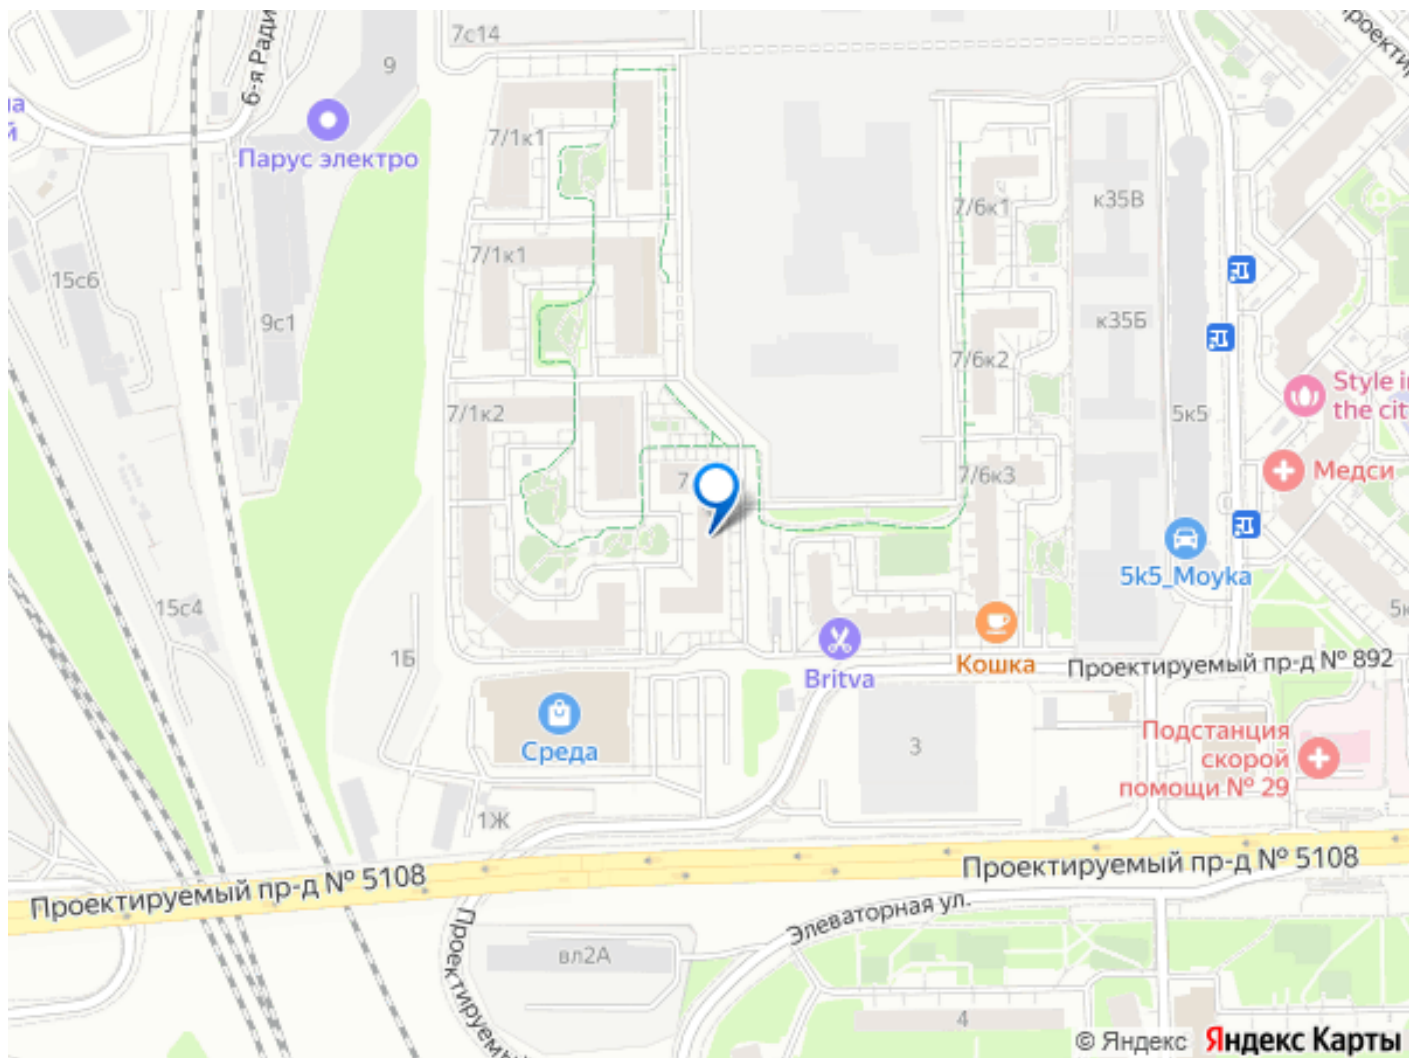 7с14
6-я Ради
9
Парус электро
7/1к1
7/6к1
к35В
7/1к1
15с6
9с1
к35Б
7/6к2
Style i
the cit
7/1к2
5к5
Медси
7/6к3
7
5k5_Moyka
15с4
1Б
Britva
Кошка
Проектируемый пр-д № 892
Среда
3
Подстанция
скорой
помощи № 29
1Ж
Проектируемый пр-д № 5108
Проектируемый пр-д № 5108
Элеваторная ул.
вл2А
4
© Яндекс Яндекс Карты